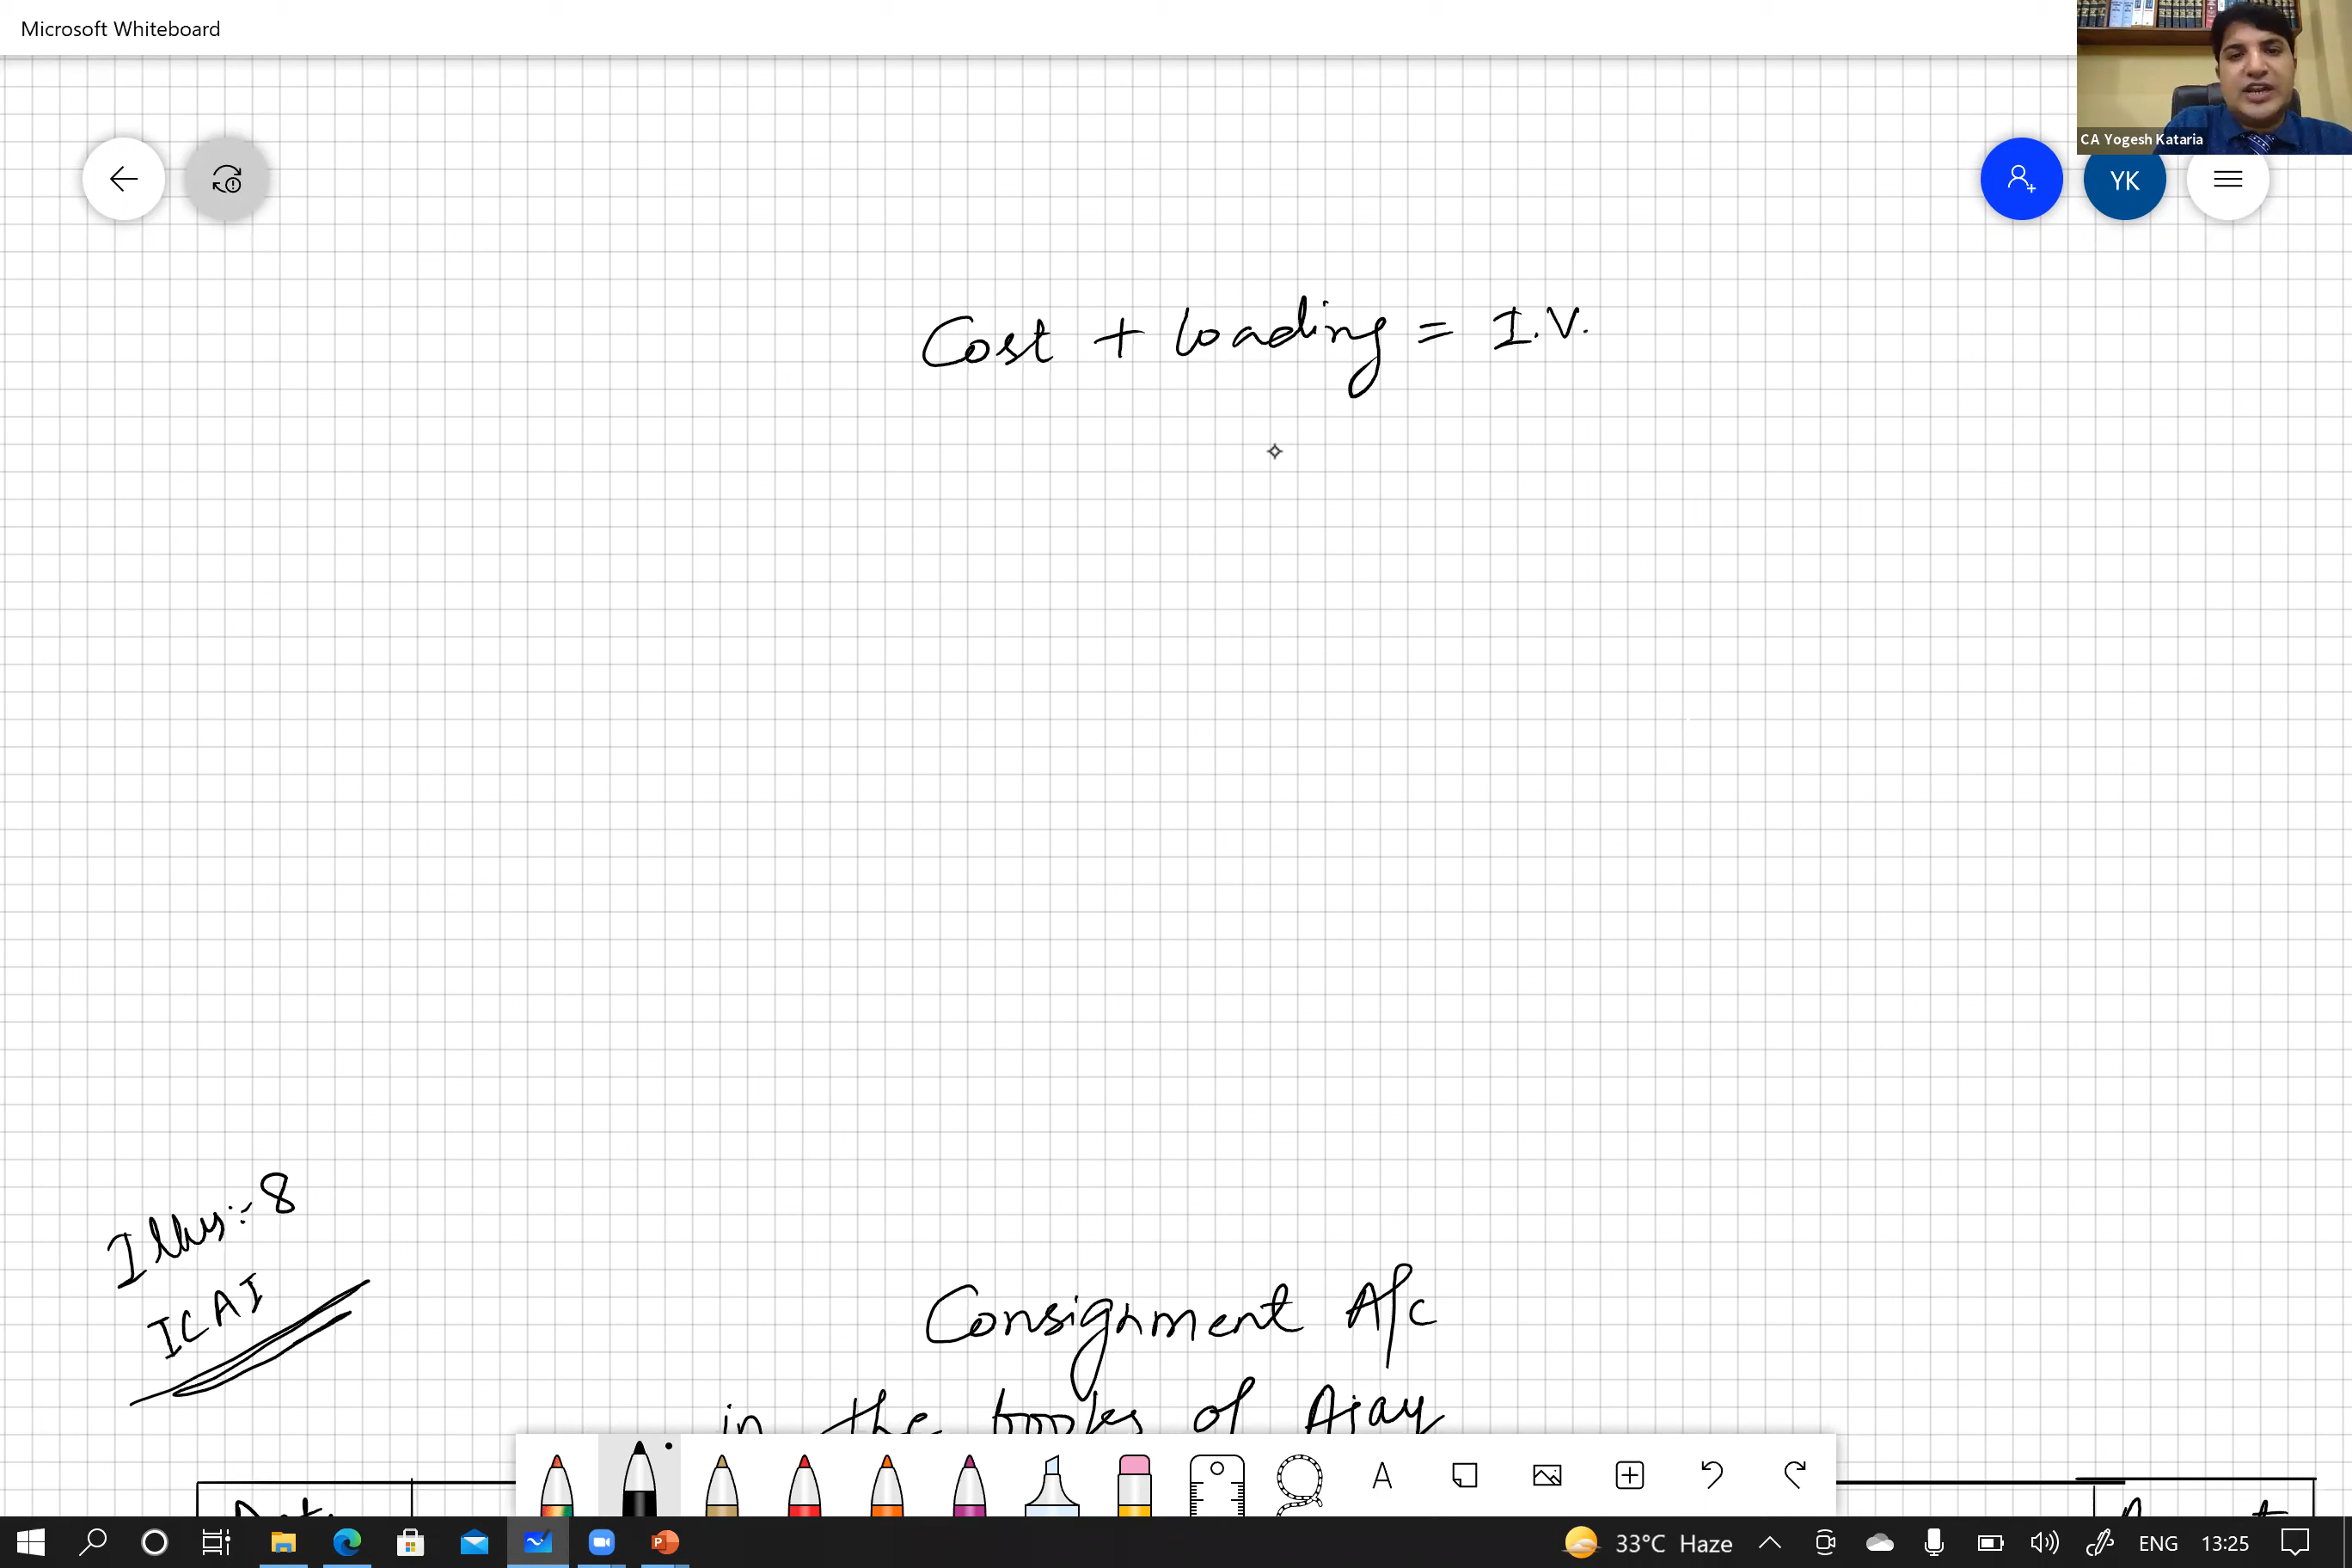 Microsoft Whiteboard
CA Yogesh Kataria
YK
Cost + loading = I.V.
Illus:- 8
ICAI
Consignment A/c
in the books of Ajay
A
33°C Haze
ENG
13:25